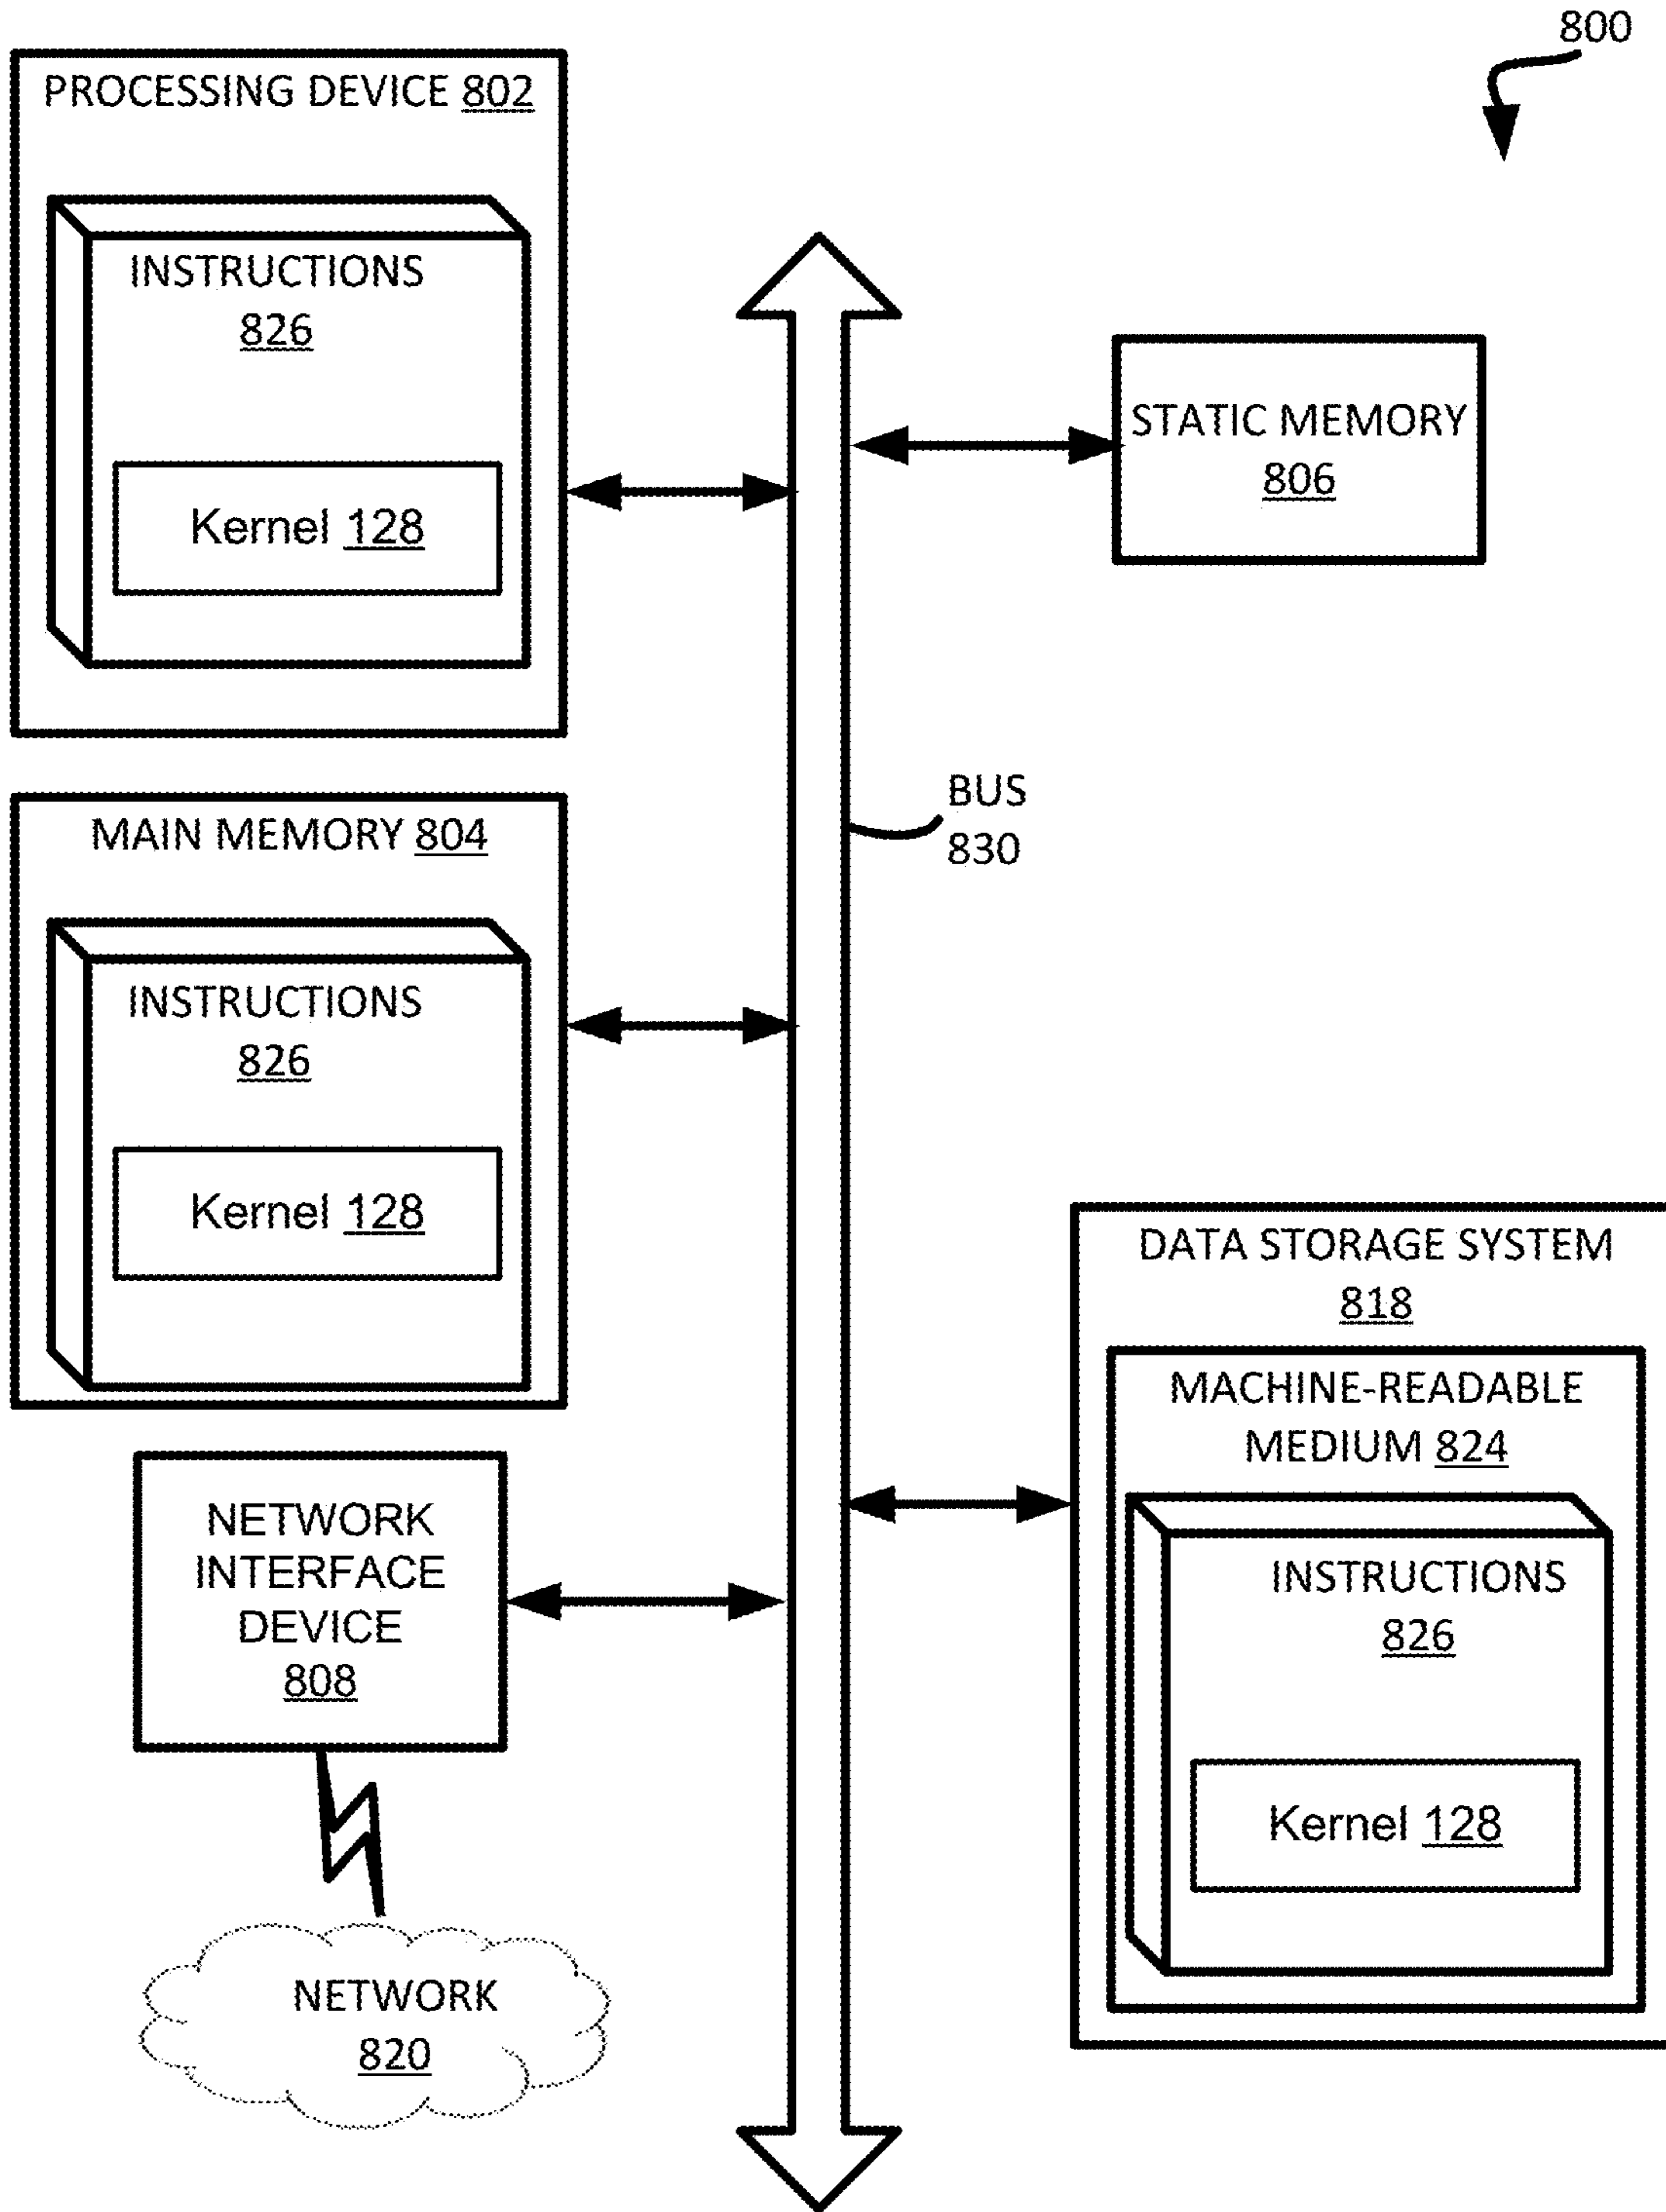 800
PROCESSING DEVICE 802
INSTRUCTIONS
826
Kernel 128
STATIC MEMORY
806
BUS
830
MAIN MEMORY 804
INSTRUCTIONS
826
Kernel 128
DATA STORAGE SYSTEM
818
MACHINE-READABLE
MEDIUM 824
INSTRUCTIONS
826
Kernel 128
NETWORK
INTERFACE
DEVICE
808
NETWORK
820